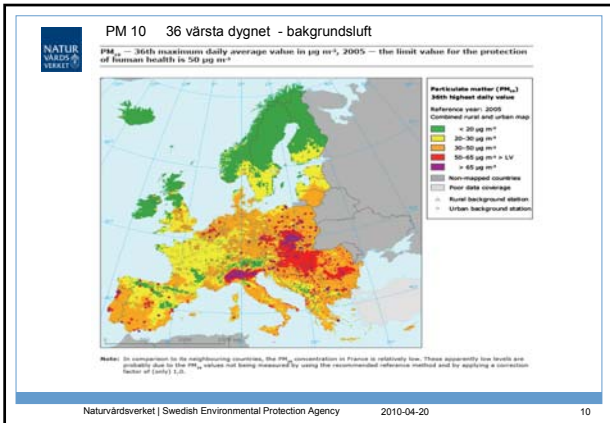 PM 10 36 värsta dygnet - bakgrundsluft
NATUR
VÅRDS
VERKET
PM₁₀ — 36th maximum daily average value in µg m-³, 2005 — the limit value for the protection
of human health is 50 µg m-³
Particulate matter (PM₁₀)
36th highest daily value
Reference year: 2005
Combined rural and urban map
< 20 µg m-³
20–30 µg m-³
30–50 µg m-³
50–65 µg m-³ > LV
> 65 µg m-³
Non-mapped countries
Poor data coverage
Rural background station
Urban background station
Note: In comparison to its neighbouring countries, the PM₁₀ concentration in France is relatively low. These apparently low levels are
probably due to the PM₁₀ values not being measured by using the recommended reference method and by applying a correction
factor of (only) 1.0.
Naturvårdsverket | Swedish Environmental Protection Agency 2010-04-20 10